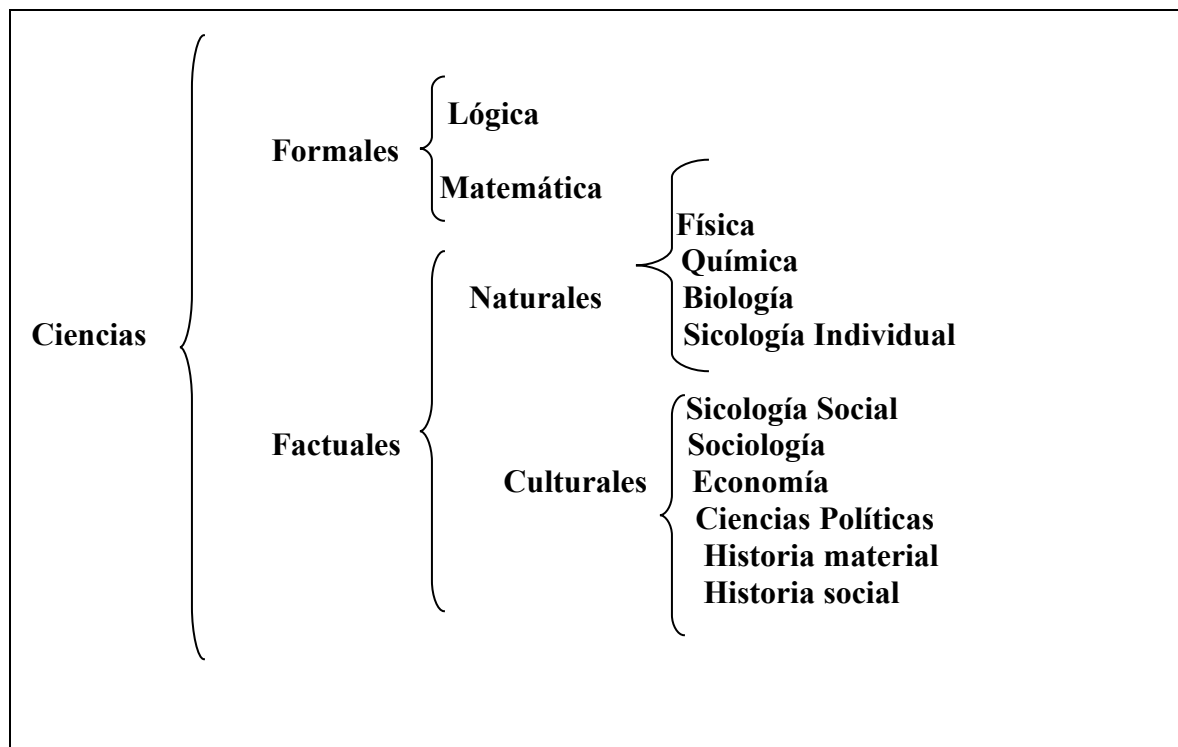 Ciencias
Formales
Lógica
Matemática
Factuales
Naturales
Física
Química
Biología
Sicología Individual
Culturales
Sicología Social
Sociología
Economía
Ciencias Políticas
Historia material
Historia social